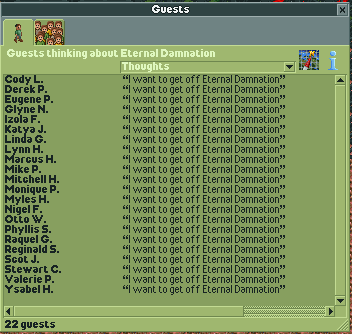 Guests
Guests thinking about Eternal Damnation
Thoughts
Cody L. "I want to get off Eternal Damnation"
Derek P. "I want to get off Eternal Damnation"
Eugene P. "I want to get off Eternal Damnation"
Glyne N. "I want to get off Eternal Damnation"
Izola F. "I want to get off Eternal Damnation"
Katya J. "I want to get off Eternal Damnation"
Linda G. "I want to get off Eternal Damnation"
Lynn H. "I want to get off Eternal Damnation"
Marcus H. "I want to get off Eternal Damnation"
Mike P. "I want to get off Eternal Damnation"
Mitchell H. "I want to get off Eternal Damnation"
Monique P. "I want to get off Eternal Damnation"
Myles H. "I want to get off Eternal Damnation"
Nigel F. "I want to get off Eternal Damnation"
Otto W. "I want to get off Eternal Damnation"
Phyllis S. "I want to get off Eternal Damnation"
Raquel G. "I want to get off Eternal Damnation"
Reginald S. "I want to get off Eternal Damnation"
Scot J. "I want to get off Eternal Damnation"
Stewart C. "I want to get off Eternal Damnation"
Valerie P. "I want to get off Eternal Damnation"
Ysabel H. "I want to get off Eternal Damnation"
22 guests